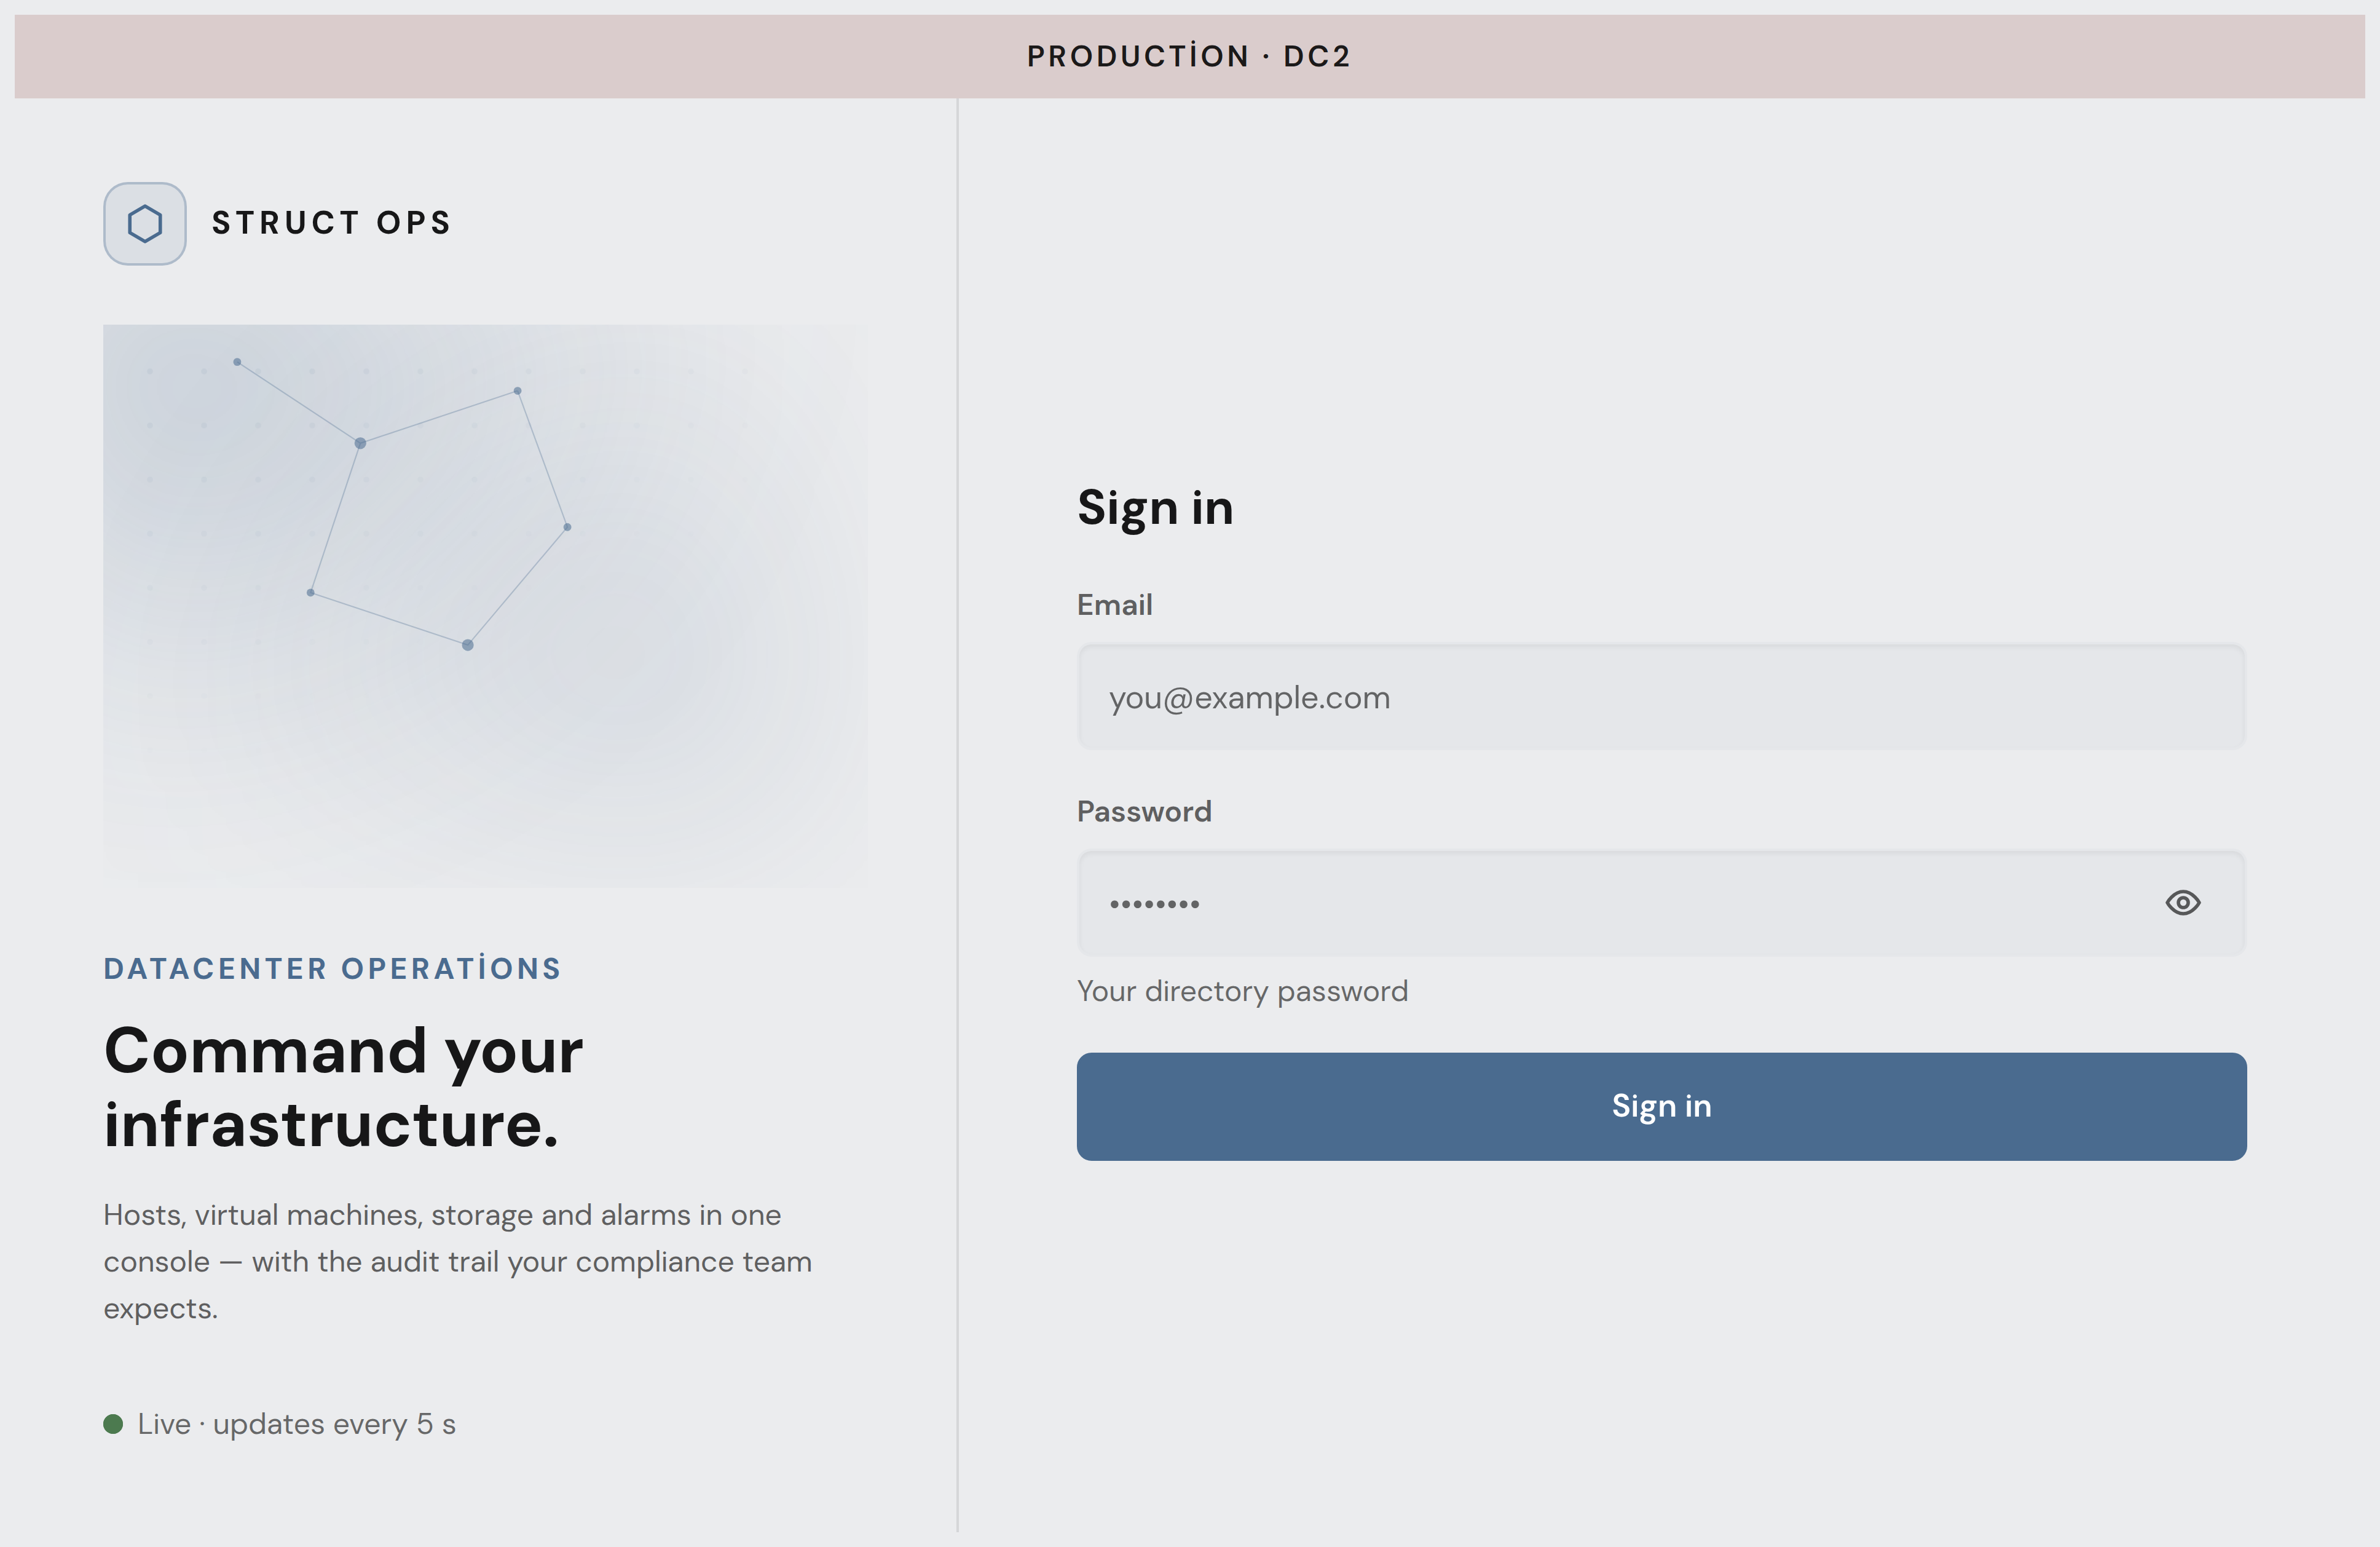 PRODUCTİON · DC2
STRUCT OPS
DATACENTER OPERATİONS
Command your
infrastructure.
Hosts, virtual machines, storage and alarms in one
console — with the audit trail your compliance team
expects.
Live · updates every 5 s
Sign in
Email
you@example.com
Password
••••••••
Your directory password
Sign in